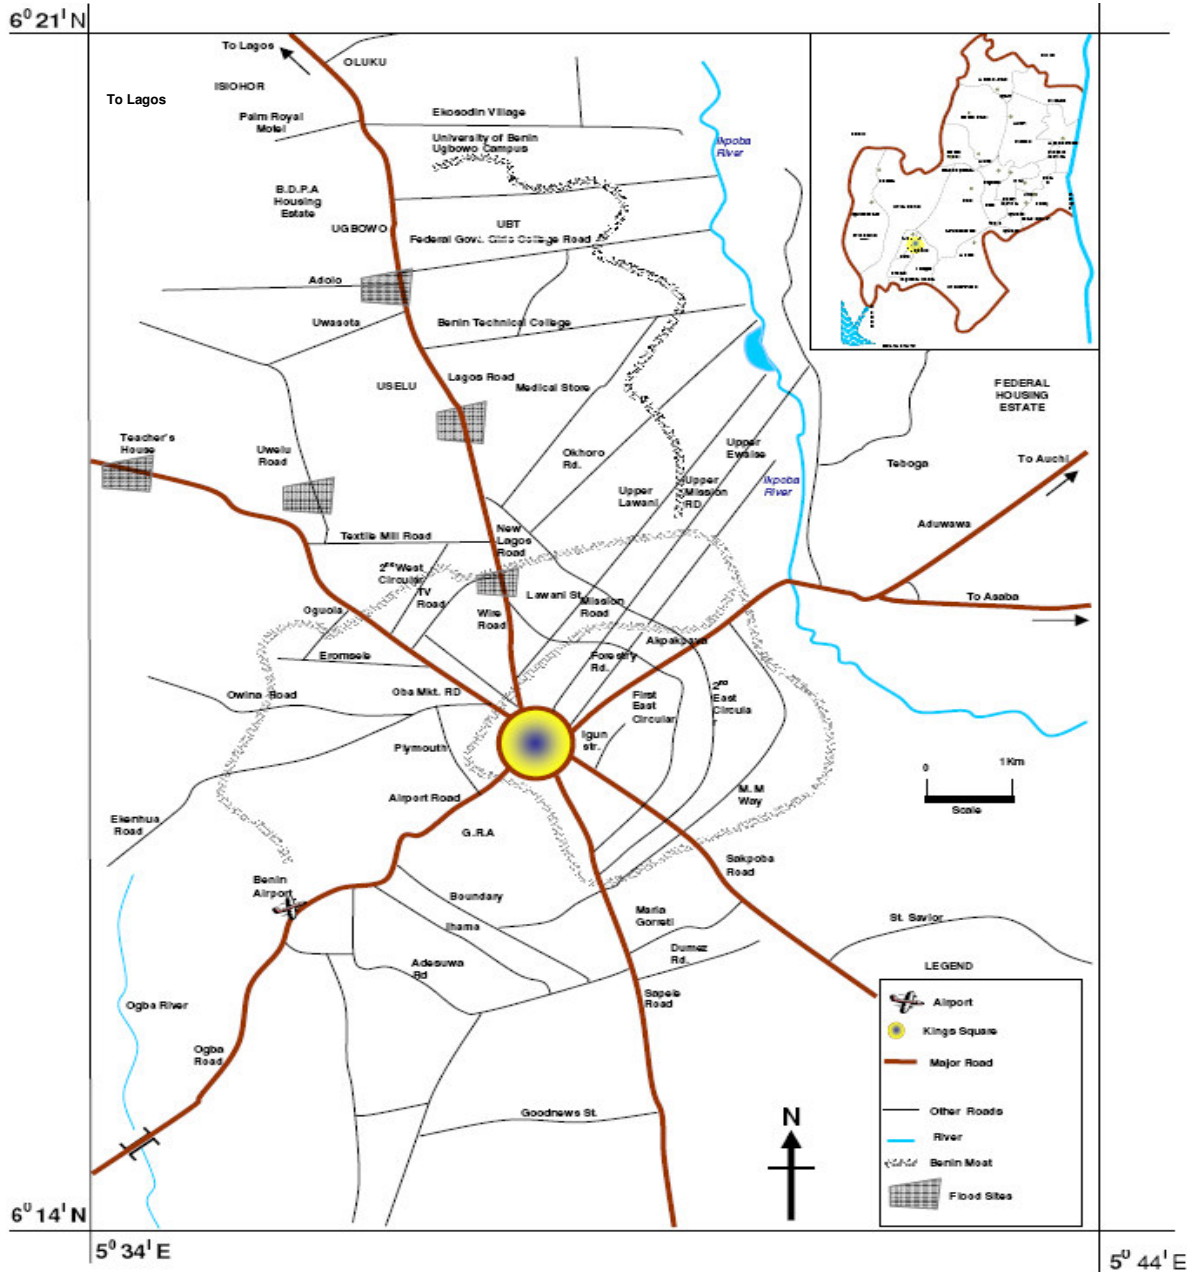 6⁰ 21ᴵ N
To Lagos
OLUKU
ISIOHOR
To Lagos
Palm Royal
Motel
Ekosodin Village
University of Benin
Ugbowo Campus
Ikpoba
River
B.D.P.A
Housing
Estate
UGBOWO
UBT
Federal Govt. Girls College Road
Adolo
Uwasota
Benin Technical College
USELU
Lagos Road
Medical Store
FEDERAL
HOUSING
ESTATE
Teacher's
House
Uwelu
Road
Okhoro
Rd.
Upper
Ewaise
Teboga
To Auchi
Upper
Lawani
Upper
Mission
RD
Ikpoba
River
Aduwawa
Textile Mill Road
New
Lagos
Road
2ⁿᵈ West
Circular
TV
Road
Lawani St.
Mission
Road
To Asaba
Oguola
Wire
Road
Akpakpava
Eromsele
Forestry
Rd.
Owina Road
Oba Mkt. RD
First
East
Circular
2ⁿᵈ
East
Circula
r
Igun
str.
Plymouth
0 1Km
Scale
Airport Road
M.M
Way
Ekenhua
Road
G.R.A
Sakpoba
Road
Benin
Airport
Boundary
Maria
Gorreti
St. Savior
Ihama
Dumez
Rd.
Adesuwa
Rd
Sapele
Road
Ogba River
Ogba
Road
Goodnews St.
N
LEGEND
Airport
Kings Square
Major Road
Other Roads
River
Benin Moat
Flood Sites
6⁰ 14ᴵ N
5⁰ 34ᴵ E
5⁰ 44ᴵ E